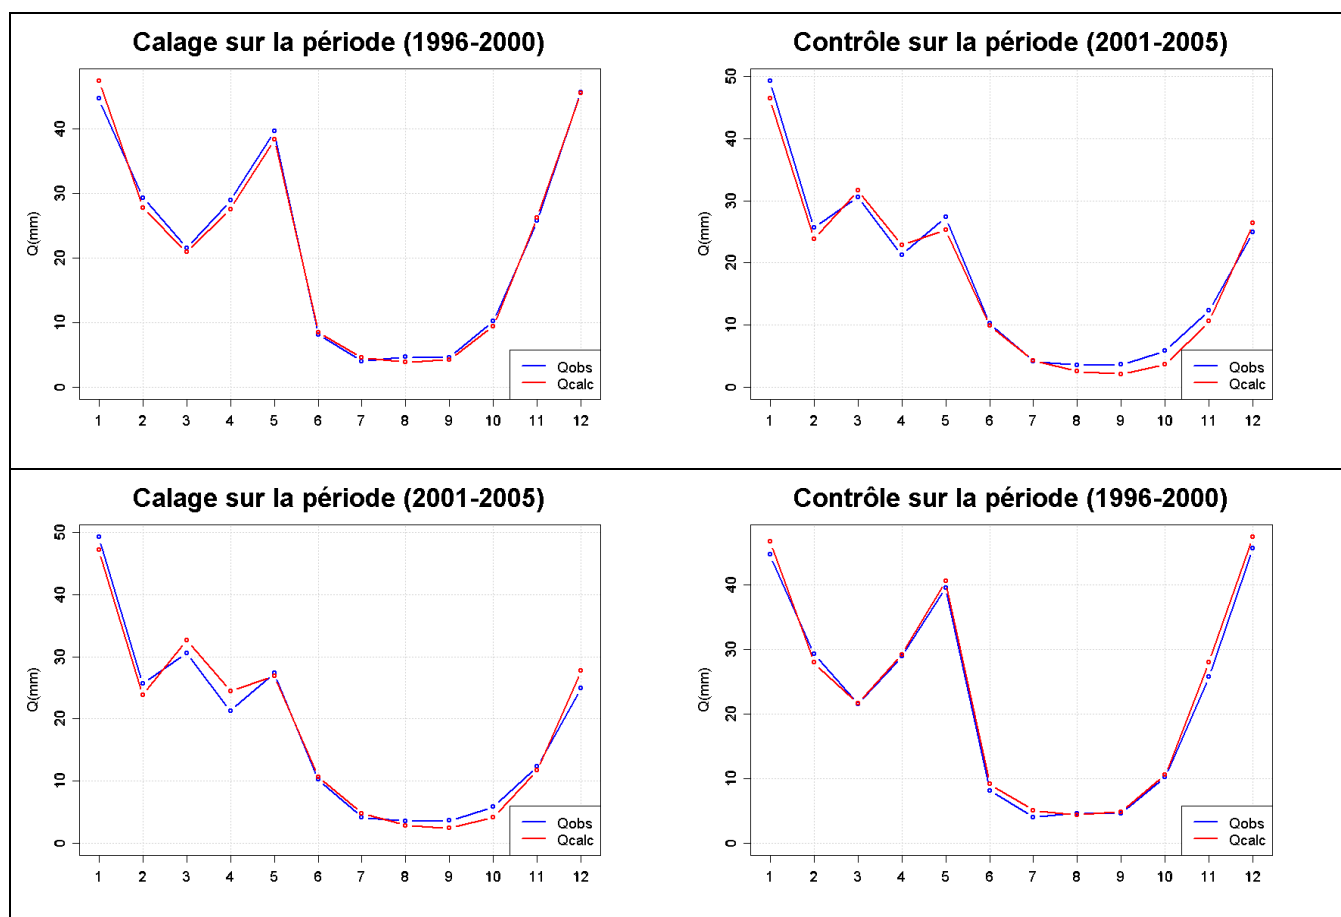 Calage sur la période (1996-2000)
Q(mm)
40
30
20
10
0
1 2 3 4 5 6 7 8 9 10 11 12
Qobs
Qcalc
Contrôle sur la période (2001-2005)
Q(mm)
50
40
30
20
10
0
1 2 3 4 5 6 7 8 9 10 11 12
Qobs
Qcalc
Calage sur la période (2001-2005)
Q(mm)
50
40
30
20
10
0
1 2 3 4 5 6 7 8 9 10 11 12
Qobs
Qcalc
Contrôle sur la période (1996-2000)
Q(mm)
40
30
20
10
0
1 2 3 4 5 6 7 8 9 10 11 12
Qobs
Qcalc